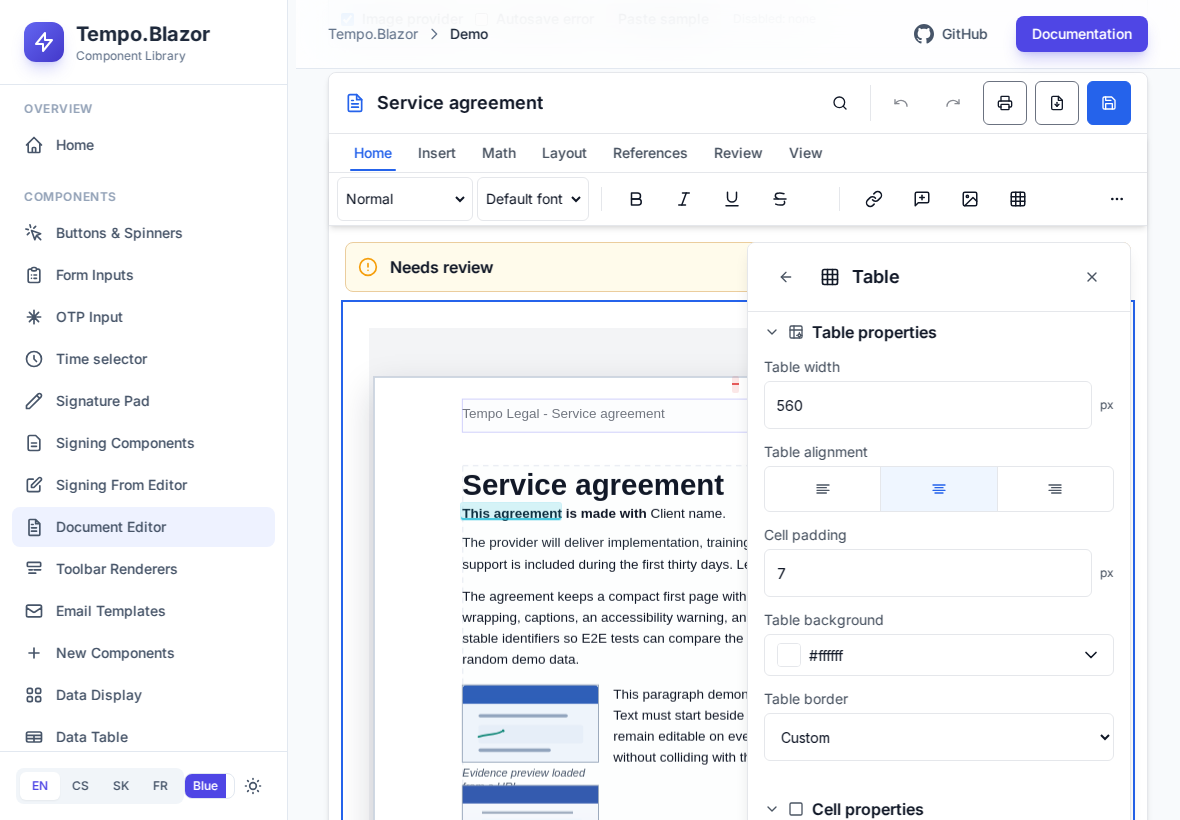 Tempo.Blazor
Component Library
OVERVIEW
Home
COMPONENTS
Buttons & Spinners
Form Inputs
OTP Input
Time selector
Signature Pad
Signing Components
Signing From Editor
Document Editor
Toolbar Renderers
Email Templates
New Components
Data Display
Data Table
EN CS SK FR Blue
Image provider Autosave error Paste sample
Tempo.Blazor Demo
GitHub
Documentation
Service agreement
Home Insert Math Layout References Review View
Normal Default font
Needs review
Tempo Legal - Service agreement
Service agreement
This agreement is made with Client name.
The provider will deliver implementation, training
support is included during the first thirty days.
The agreement keeps a compact first page with
wrapping, captions, an accessibility warning,
stable identifiers so E2E tests can compare the
random demo data.
This paragraph
Text must start beside
remain editable on
without colliding with
Evidence preview loaded
Table
Table properties
Table width
560 px
Table alignment
Cell padding
7 px
Table background
#ffffff
Table border
Custom
Cell properties